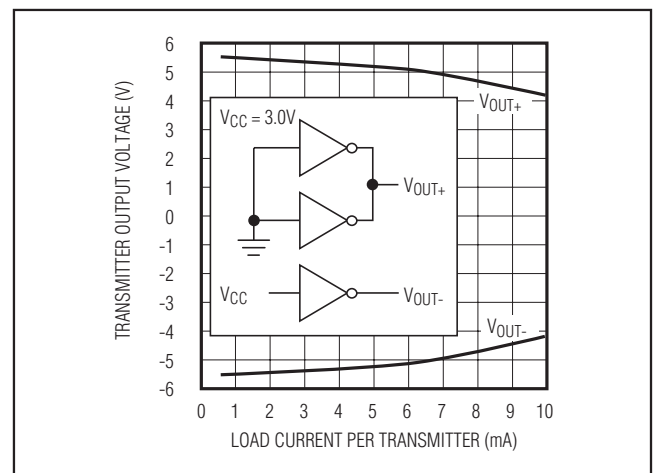 TRANSMITTER OUTPUT VOLTAGE (V)
6
5
4
3
2
1
0
-1
-2
-3
-4
-5
-6
VCC = 3.0V
VOUT+
VOUT+
VCC
VOUT-
VOUT-
0 1 2 3 4 5 6 7 8 9 10
LOAD CURRENT PER TRANSMITTER (mA)